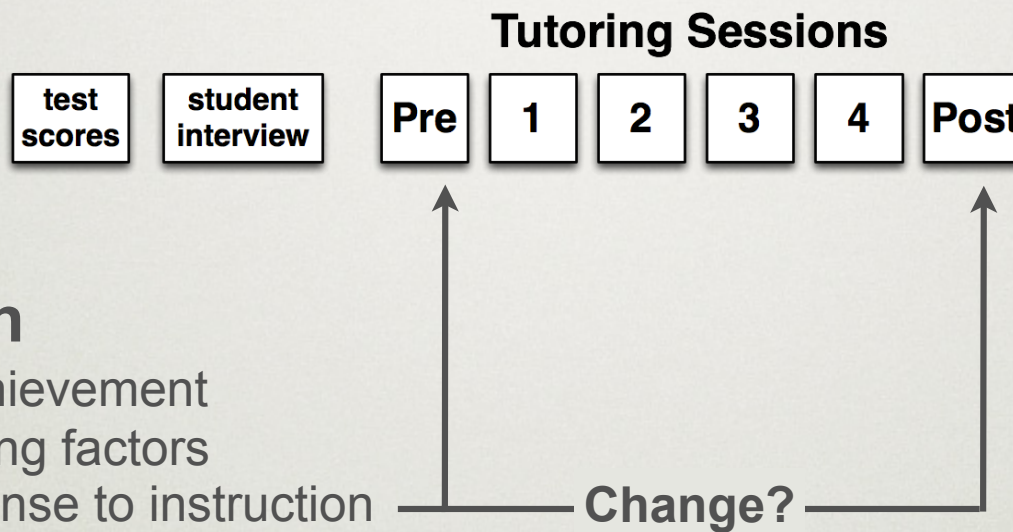 Tutoring Sessions
test
scores
student
interview
Pre
1
2
3
4
Post
n
hievement
ng factors
nse to instruction
Change?